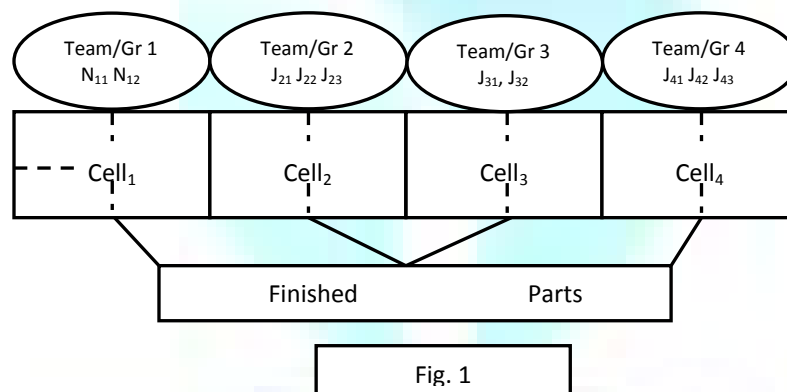 Team/Gr 1 Team/Gr 2 Team/Gr 3 Team/Gr 4
N₁₁ N₁₂ J₂₁ J₂₂ J₂₃ J₃₁, J₃₂ J₄₁ J₄₂ J₄₃
Cell₁ Cell₂ Cell₃ Cell₄
Finished Parts
Fig. 1